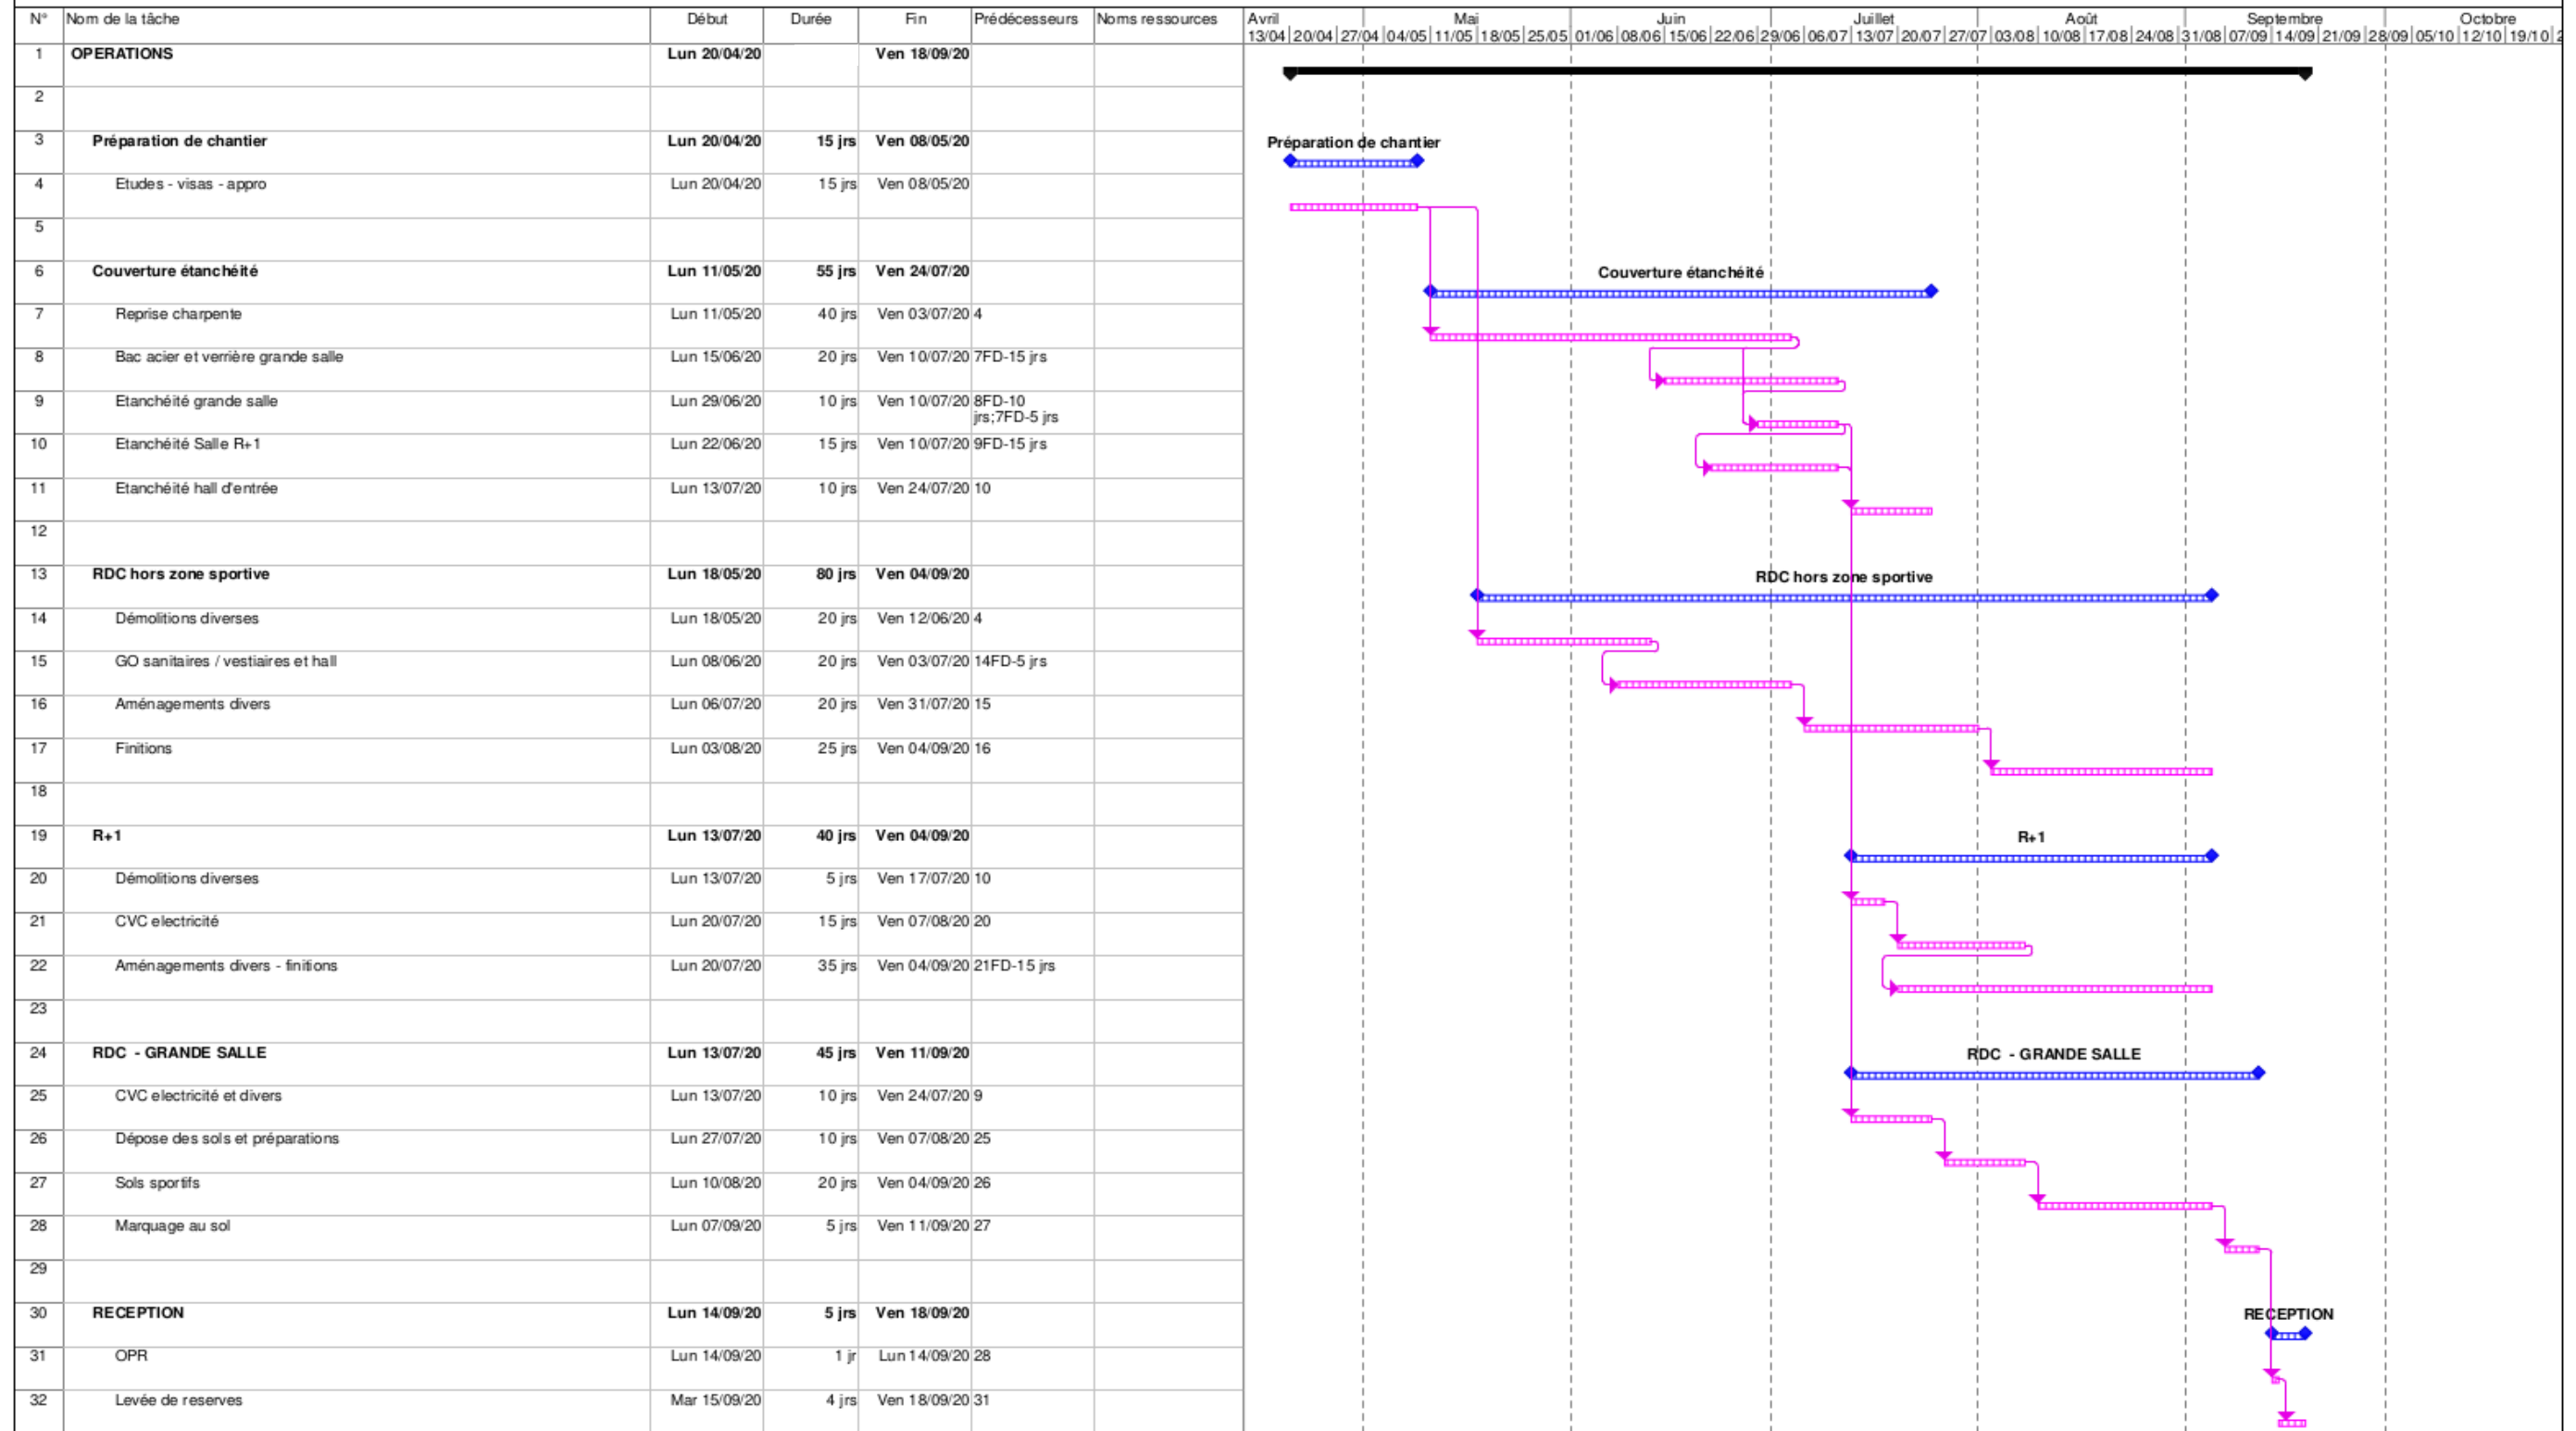 N° Nom de la tâche Début Durée Fin Prédécesseurs Noms ressources Avril Mai Juin Juillet Août Septembre Octobre
13/04 20/04 27/04 04/05 11/05 18/05 25/05 01/06 08/06 15/06 22/06 29/06 06/07 13/07 20/07 27/07 03/08 10/08 17/08 24/08 31/08 07/09 14/09 21/09 28/09 05/10 12/10 19/10
1 OPERATIONS Lun 20/04/20 Ven 18/09/20
2
3 Préparation de chantier Lun 20/04/20 15 jrs Ven 08/05/20 Préparation de chantier
4 Etudes - visas - appro Lun 20/04/20 15 jrs Ven 08/05/20
5
6 Couverture étanchéité Lun 11/05/20 55 jrs Ven 24/07/20 Couverture étanchéité
7 Reprise charpente Lun 11/05/20 40 jrs Ven 03/07/20 4
8 Bac acier et verrière grande salle Lun 15/06/20 20 jrs Ven 10/07/20 7FD-15 jrs
9 Etanchéité grande salle Lun 29/06/20 10 jrs Ven 10/07/20 8FD-10
jrs;7FD-5 jrs
10 Etanchéité Salle R+1 Lun 22/06/20 15 jrs Ven 10/07/20 9FD-15 jrs
11 Etanchéité hall d'entrée Lun 13/07/20 10 jrs Ven 24/07/20 10
12
13 RDC hors zone sportive Lun 18/05/20 80 jrs Ven 04/09/20 RDC hors zone sportive
14 Démolitions diverses Lun 18/05/20 20 jrs Ven 12/06/20 4
15 GO sanitaires / vestiaires et hall Lun 08/06/20 20 jrs Ven 03/07/20 14FD-5 jrs
16 Aménagements divers Lun 06/07/20 20 jrs Ven 31/07/20 15
17 Finitions Lun 03/08/20 25 jrs Ven 04/09/20 16
18
19 R+1 Lun 13/07/20 40 jrs Ven 04/09/20 R+1
20 Démolitions diverses Lun 13/07/20 5 jrs Ven 17/07/20 10
21 CVC electricité Lun 20/07/20 15 jrs Ven 07/08/20 20
22 Aménagements divers - finitions Lun 20/07/20 35 jrs Ven 04/09/20 21FD-15 jrs
23
24 RDC - GRANDE SALLE Lun 13/07/20 45 jrs Ven 11/09/20 RDC - GRANDE SALLE
25 CVC electricité et divers Lun 13/07/20 10 jrs Ven 24/07/20 9
26 Dépose des sols et préparations Lun 27/07/20 10 jrs Ven 07/08/20 25
27 Sols sportifs Lun 10/08/20 20 jrs Ven 04/09/20 26
28 Marquage au sol Lun 07/09/20 5 jrs Ven 11/09/20 27
29
30 RECEPTION Lun 14/09/20 5 jrs Ven 18/09/20 RECEPTION
31 OPR Lun 14/09/20 1 jr Lun 14/09/20 28
32 Levée de reserves Mar 15/09/20 4 jrs Ven 18/09/20 31